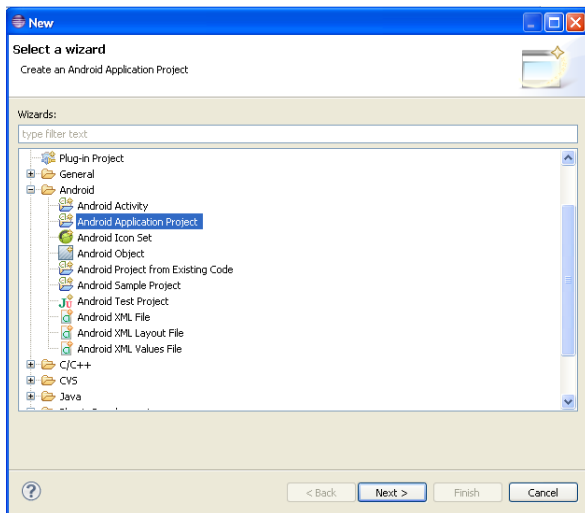 New
Select a wizard
Create an Android Application Project
Wizards:
type filter text
Plug-in Project
General
Android
Android Activity
Android Application Project
Android Icon Set
Android Object
Android Project from Existing Code
Android Sample Project
Android Test Project
Android XML File
Android XML Layout File
Android XML Values File
C/C++
CVS
Java
< Back Next > Finish Cancel